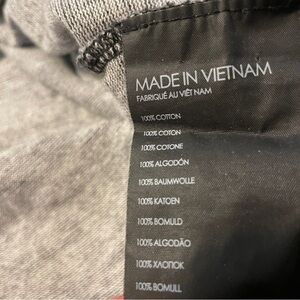 MADE IN VIETNAM
FABRIQUÉ AU VIÊT NAM
100% COTTON
100% COTON
100% COTONE
100% ALGODÓN
100% BAUMWOLLE
100% KATOEN
100% BOMULD
100% ALGODÃO
100% ХЛОПОК
100% BOMULL